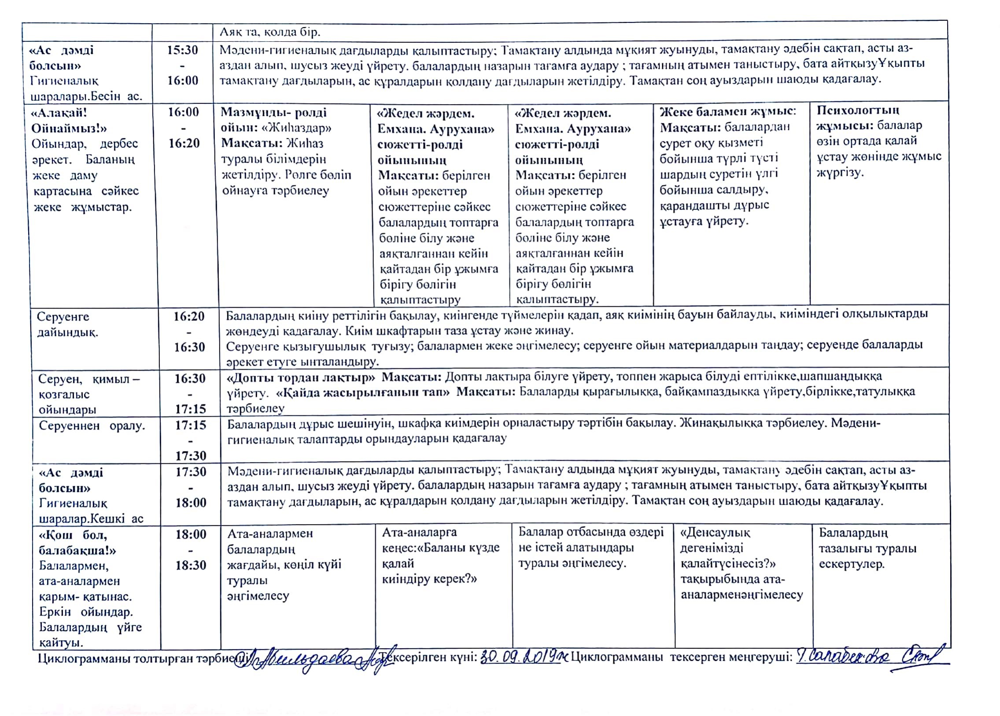 Аяқ та, қолда бір.
«Ас дәмді
болсын»
Гигиеналық
шаралары.Бесін ас.
15:30
-
16:00
Мәдени-гигиеналық дағдыларды қалыптастыру; Тамақтану алдында мұқият жуынуды, тамақтану әдебін сақтап, асты аз-
аздан алып, шусыз жеуді үйрету. балалардың назарын тағамға аудару ; тағамның атымен таныстыру, бата айтқызуҰқыпты
тамақтану дағдыларын, ас құралдарын қолдану дағдыларын жетілдіру. Тамақтан соң ауыздарын шаюды қадағалау.
«Алақай!
Ойнаймыз!»
Ойындар, дербес
әрекет. Баланың
жеке даму
картасына сәйкес
жеке жұмыстар.
16:00
-
16:20
Мазмұнды- ролді
ойын: «Жиһаздар»
Мақсаты: Жиһаз
туралы білімдерін
жетілдіру. Ролге бөліп
ойнауға тәрбиелеу
«Жедел жәрдем.
Емхана. Аурухана»
сюжетті-ролді
ойынының
Мақсаты: берілген
ойын әрекеттер
сюжеттеріне сәйкес
балалардың топтарға
бөліне білу және
аяқталғаннан кейін
қайтадан бір ұжымға
бірігу бөлігін
қалыптастыру
«Жедел жәрдем.
Емхана. Аурухана»
сюжетті-ролді
ойынының
Мақсаты: берілген
ойын әрекеттер
сюжеттеріне сәйкес
балалардың топтарға
бөліне білу және
аяқталғаннан кейін
қайтадан бір ұжымға
бірігу бөлігін
қалыптастыру.
Жеке баламен жұмыс:
Мақсаты: балалардан
сурет оқу қызметі
бойынша түрлі түсті
шардың суретін үлгі
бойынша салдыру,
қарандашты дұрыс
ұстауға үйрету.
Психологтың
жұмысы: балалар
өзін ортада қалай
ұстау жөнінде жұмыс
жүргізу.
Серуенге
дайындық.
16:20
-
16:30
Балалардың киіну реттілігін бақылау, киінгенде түймелерін қадап, аяқ киімінің бауын байлауды, киіміндегі олқылықтарды
жөндеуді қадағалау. Киім шкафтарын таза ұстау және жинау.
Серуенге қызығушылық туғызу; балалармен жеке әңгімелесу; серуенге ойын материалдарын таңдау; серуенде балаларды
әрекет етуге ынталандыру.
Серуен, қимыл –
қозғалыс
ойындары
16:30
-
17:15
«Допты тордан лақтыр» Мақсаты: Допты лақтыра білуге үйрету, топпен жарыса білуді ептілікке,шапшаңдыққа
үйрету. «Қайда жасырылғанын тап» Мақсаты: Балаларды қырағылыққа, байқампаздыққа үйрету,бірлікке,татулыққа
тәрбиелеу
Серуеннен оралу.
17:15
-
17:30
Балалардың дұрыс шешінуін, шкафқа киімдерін орналастыру тәртібін бақылау. Жинақылыққа тәрбиелеу. Мәдени-
гигиеналық талаптарды орындауларын қадағалау
«Ас дәмді
болсын»
Гигиеналық
шаралар.Кешкі ас
17:30
-
18:00
Мәдени-гигиеналық дағдыларды қалыптастыру; Тамақтану алдында мұқият жуынуды, тамақтану әдебін сақтап, асты аз-
аздан алып, шусыз жеуді үйрету. балалардың назарын тағамға аудару ; тағамның атымен таныстыру, бата айтқызуҰқыпты
тамақтану дағдыларын, ас құралдарын қолдану дағдыларын жетілдіру. Тамақтан соң ауыздарын шаюды қадағалау.
«Қош бол,
балабақша!»
Балалармен,
ата-аналармен
қарым- қатынас.
Еркін ойындар.
Балалардың үйге
қайтуы.
18:00
-
18:30
Ата-аналармен
балалардың
жағдайы, көңіл күйі
туралы
әңгімелесу
Ата-аналарға
кеңес:«Баланы күзде
қалай
киіндіру керек?»
Балалар отбасында өздері
не істей алатындары
туралы әңгімелесу.
«Денсаулық
дегенімізді
қалайтүсінесіз?»
тақырыбында ата-
аналарменәңгімелесу
Балалардың
тазалығы туралы
ескертулер.
Циклограмманы толтырған тәрбиеші Тексерілген күні: 30.09.2019ж Циклограмманы тексерген меңгеруші: